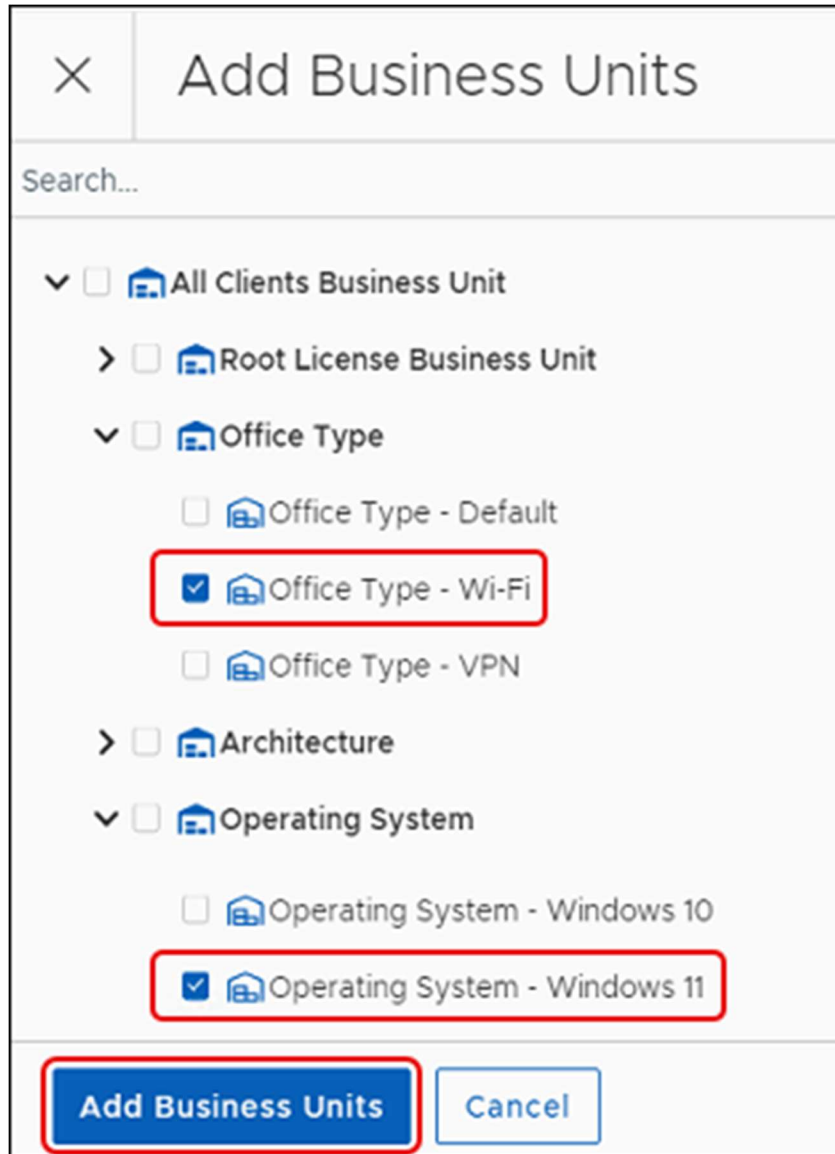 Add Business Units
Search...
All Clients Business Unit
Root License Business Unit
Office Type
Office Type - Default
Office Type - Wi-Fi
Office Type - VPN
Architecture
Operating System
Operating System - Windows 10
Operating System - Windows 11
Add Business Units
Cancel